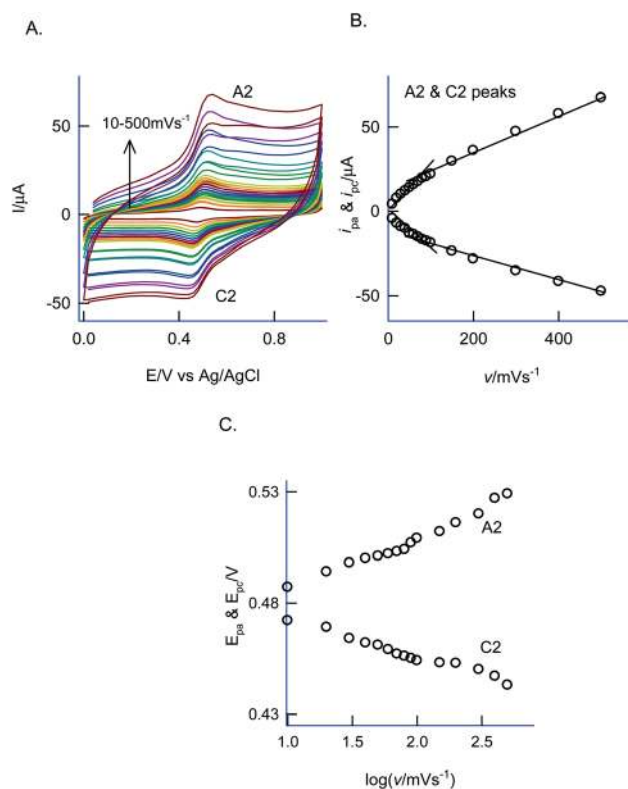 A.
A2
10-500mVs⁻¹
50
0
-50
I/μA
C2
0.0
0.4
0.8
E/V vs Ag/AgCl
B.
A2 & C2 peaks
50
0
-50
i_pa & i_pc/μA
0
200
400
v/mVs⁻¹
C.
0.53
0.48
0.43
E_pa & E_pc/V
A2
C2
1.0
1.5
2.0
2.5
log(v/mVs⁻¹)